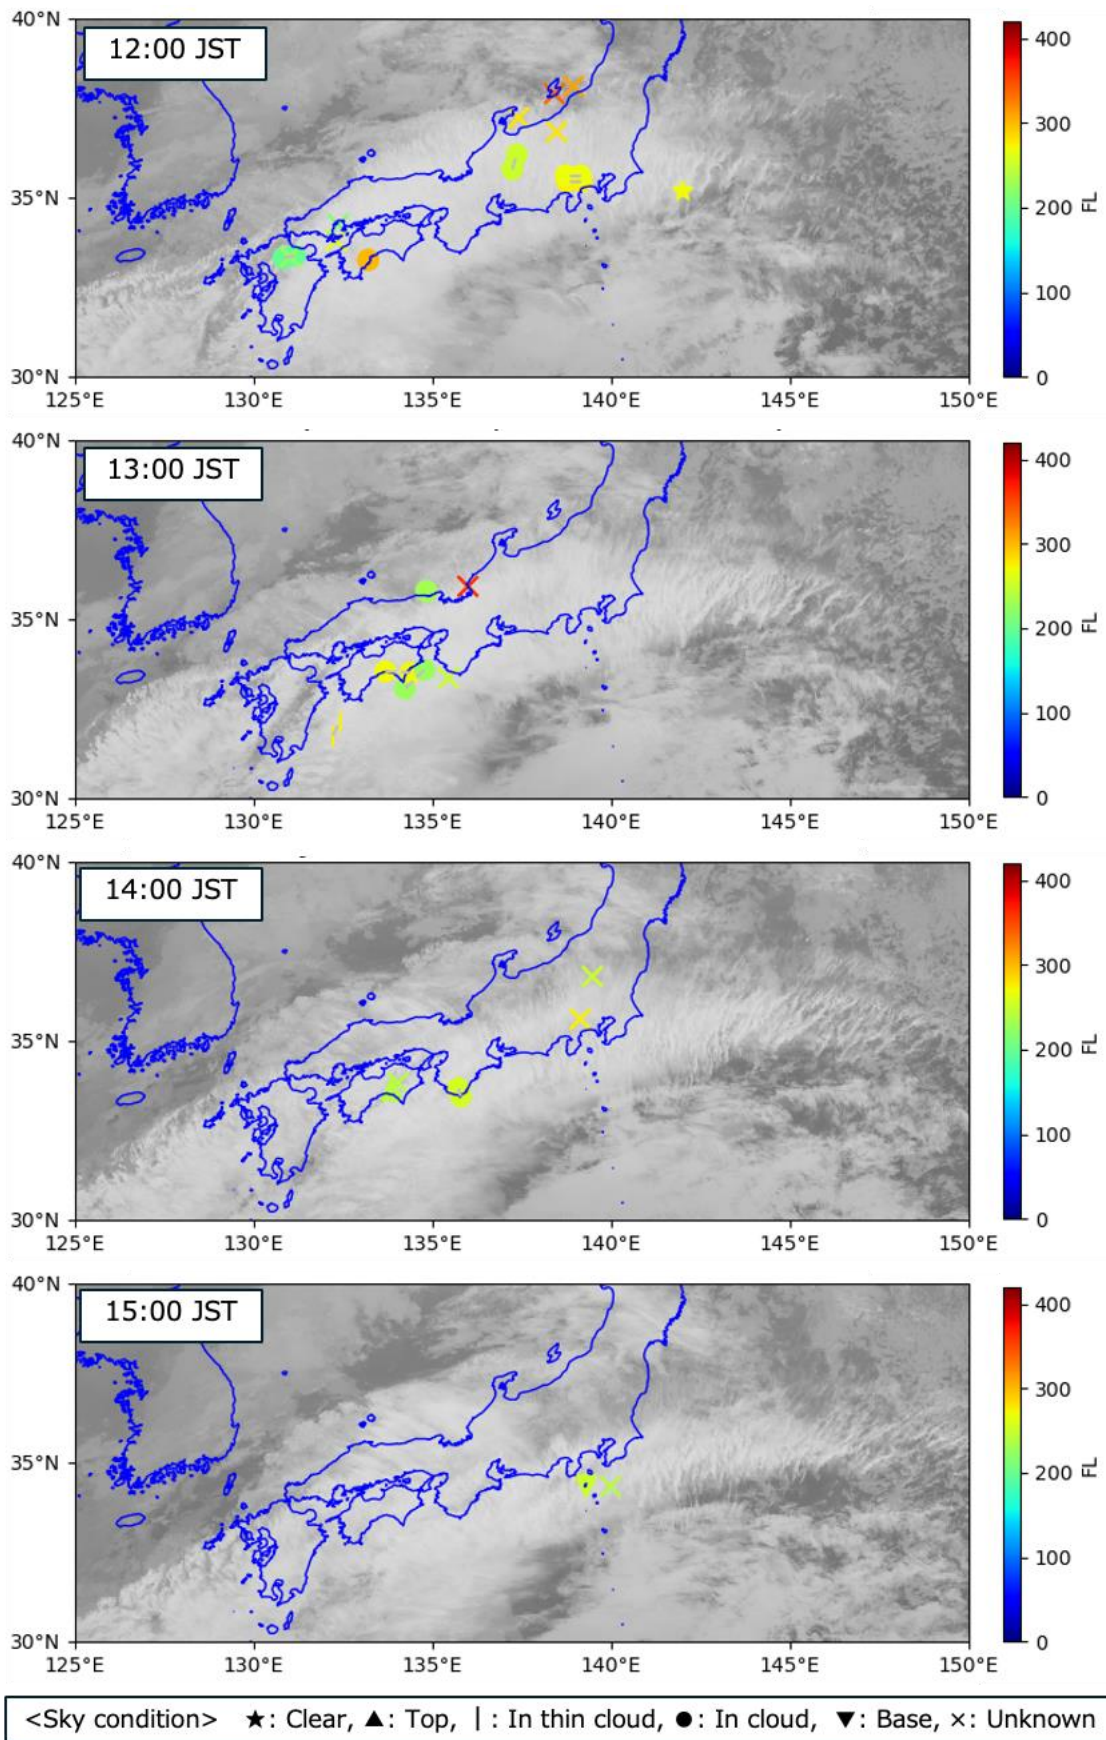 40°N
12:00 JST
35°N
30°N
125°E 130°E 135°E 140°E 145°E 150°E
400
300
200
100
0
FL
40°N
13:00 JST
35°N
30°N
125°E 130°E 135°E 140°E 145°E 150°E
400
300
200
100
0
FL
40°N
14:00 JST
35°N
30°N
125°E 130°E 135°E 140°E 145°E 150°E
400
300
200
100
0
FL
40°N
15:00 JST
35°N
30°N
125°E 130°E 135°E 140°E 145°E 150°E
400
300
200
100
0
FL
<Sky condition> ★: Clear, ▲: Top, | : In thin cloud, ●: In cloud, ▼: Base, ×: Unknown